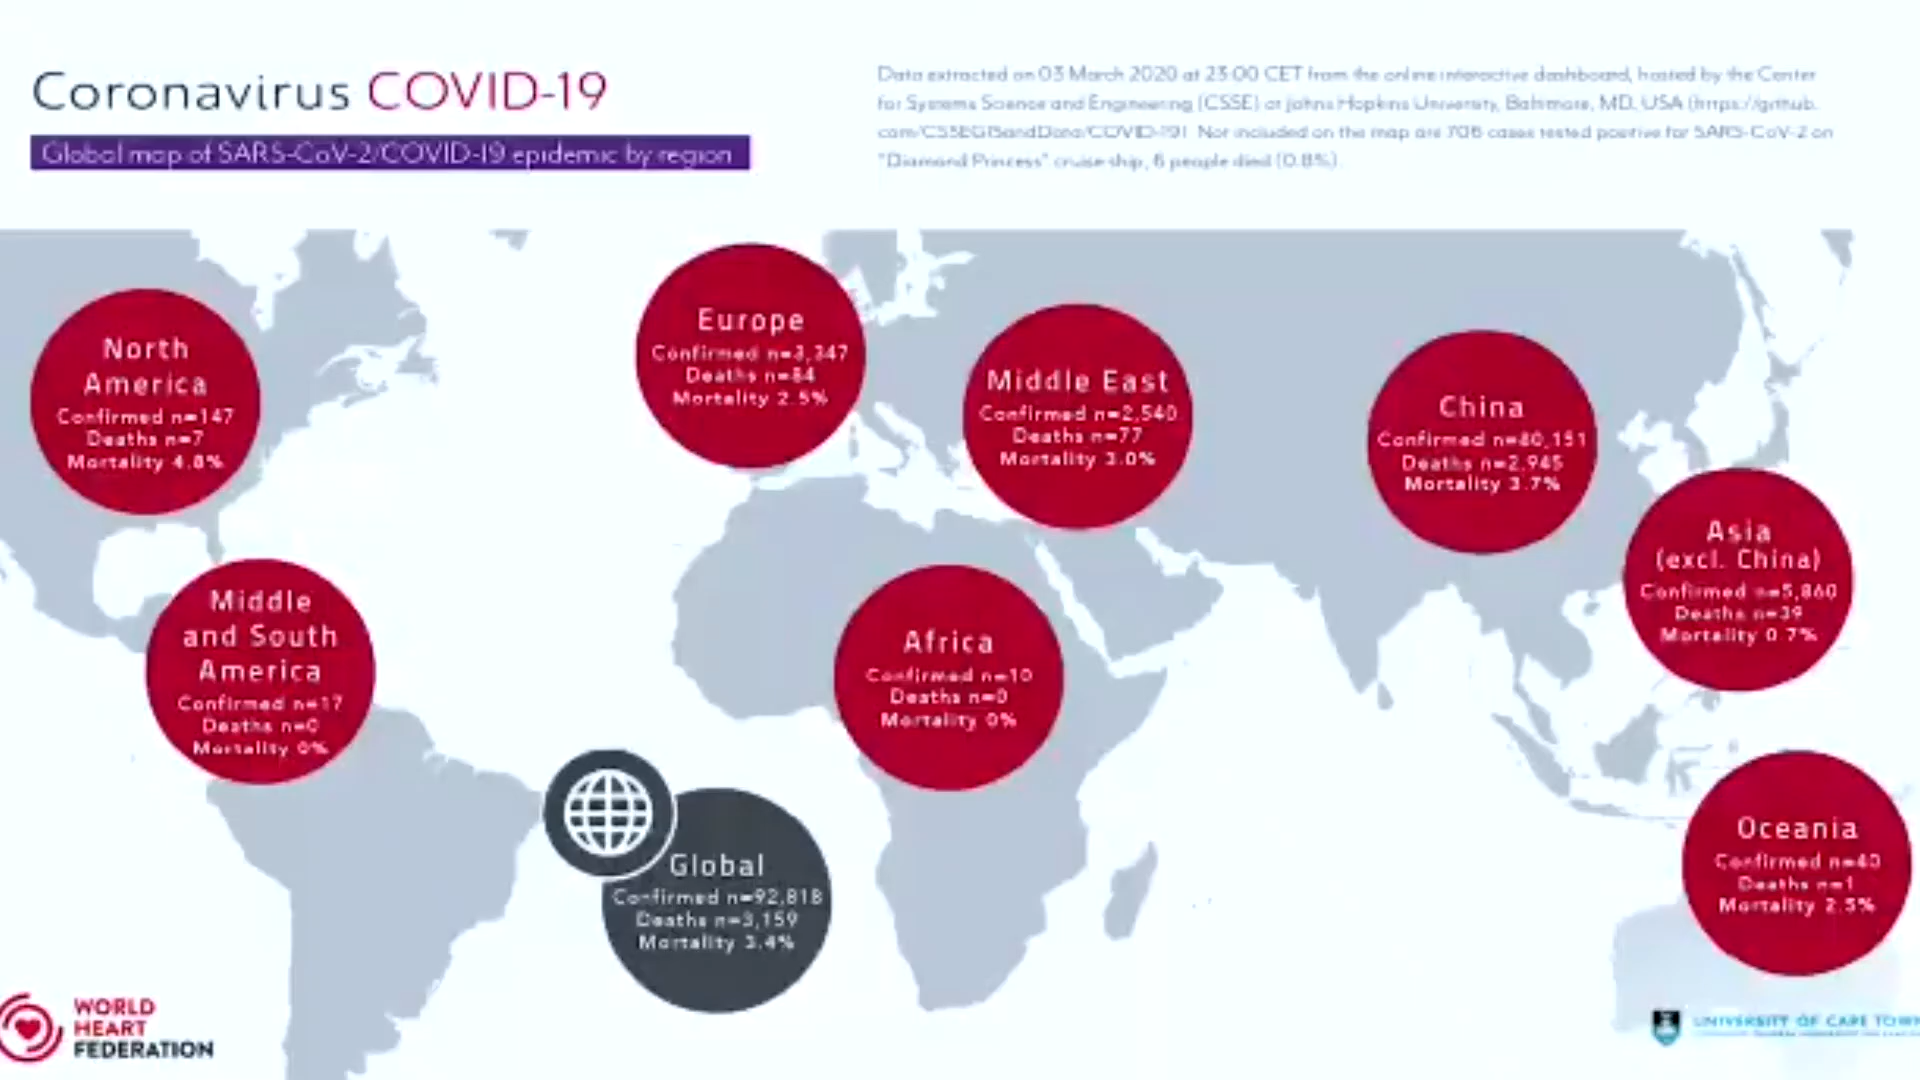 Coronavirus COVID-19
Global map of SARS-CoV-2/COVID-19 epidemic by region
Data extracted on 03 March 2020 at 23:00 CET from the online interactive dashboard, hosted by the Center
for Systems Science and Engineering (CSSE) at Johns Hopkins University, Baltimore, MD, USA (https://github.
com/CSSEGISandData/COVID-19). Not included on the map are 706 cases tested positive for SARS-CoV-2 on
"Diamond Princess" cruise ship, 6 people died (0.8%)
North
America
Confirmed n=147
Deaths n=7
Mortality 4.8%
Europe
Confirmed n=3,347
Deaths n=84
Mortality 2.5%
Middle East
Confirmed n=2,540
Deaths n=77
Mortality 3.0%
China
Confirmed n=80,151
Deaths n=2,945
Mortality 3.7%
Asia
(excl. China)
Confirmed n=5,860
Deaths n=39
Mortality 0.7%
Middle
and South
America
Confirmed n=17
Deaths n=0
Mortality 0%
Africa
Confirmed n=10
Deaths n=0
Mortality 0%
Oceania
Confirmed n=40
Deaths n=1
Mortality 2.5%
Global
Confirmed n=92,818
Deaths n=3,159
Mortality 3.4%
WORLD
HEART
FEDERATION
UNIVERSITY OF CAPE TOWN